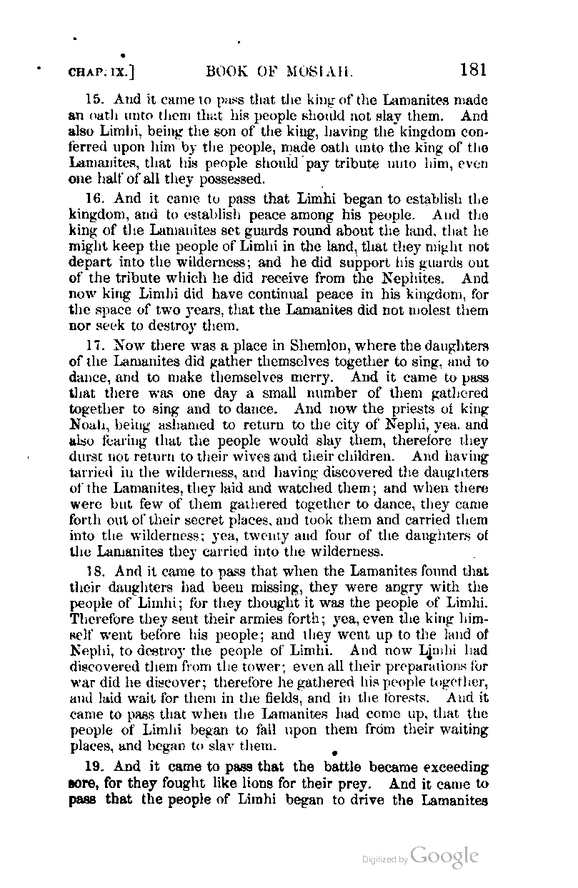 CHAP. IX.] BOOK OF MOSIAH. 181
15. And it came to pass that the king of the Lamanites made
an oath unto them that his people should not slay them. And
also Limhi, being the son of the king, having the kingdom con-
ferred upon him by the people, made oath unto the king of the
Lamanites, that his people should pay tribute unto him, even
one half of all they possessed.
16. And it came to pass that Limhi began to establish the
kingdom, and to establish peace among his people. And the
king of the Lamanites set guards round about the land, that he
might keep the people of Limhi in the land, that they might not
depart into the wilderness; and he did support his guards out
of the tribute which he did receive from the Nephites. And
now king Limhi did have continual peace in his kingdom, for
the space of two years, that the Lamanites did not molest them
nor seek to destroy them.
17. Now there was a place in Shemlon, where the daughters
of the Lamanites did gather themselves together to sing, and to
dance, and to make themselves merry. And it came to pass
that there was one day a small number of them gathered
together to sing and to dance. And now the priests of king
Noah, being ashamed to return to the city of Nephi, yea, and
also fearing that the people would slay them, therefore they
durst not return to their wives and their children. And having
tarried in the wilderness, and having discovered the daughters
of the Lamanites, they laid and watched them; and when there
were but few of them gathered together to dance, they came
forth out of their secret places, and took them and carried them
into the wilderness; yea, twenty and four of the daughters of
the Lamanites they carried into the wilderness.
18. And it came to pass that when the Lamanites found that
their daughters had been missing, they were angry with the
people of Limhi; for they thought it was the people of Limhi.
Therefore they sent their armies forth; yea, even the king him-
self went before his people; and they went up to the land of
Nephi, to destroy the people of Limhi. And now Limhi had
discovered them from the tower; even all their preparations for
war did he discover; therefore he gathered his people together,
and laid wait for them in the fields, and in the forests. And it
came to pass that when the Lamanites had come up, that the
people of Limhi began to fall upon them from their waiting
places, and began to slay them.
19. And it came to pass that the battle became exceeding
sore, for they fought like lions for their prey. And it came to
pass that the people of Limhi began to drive the Lamanites
Digitized by Google